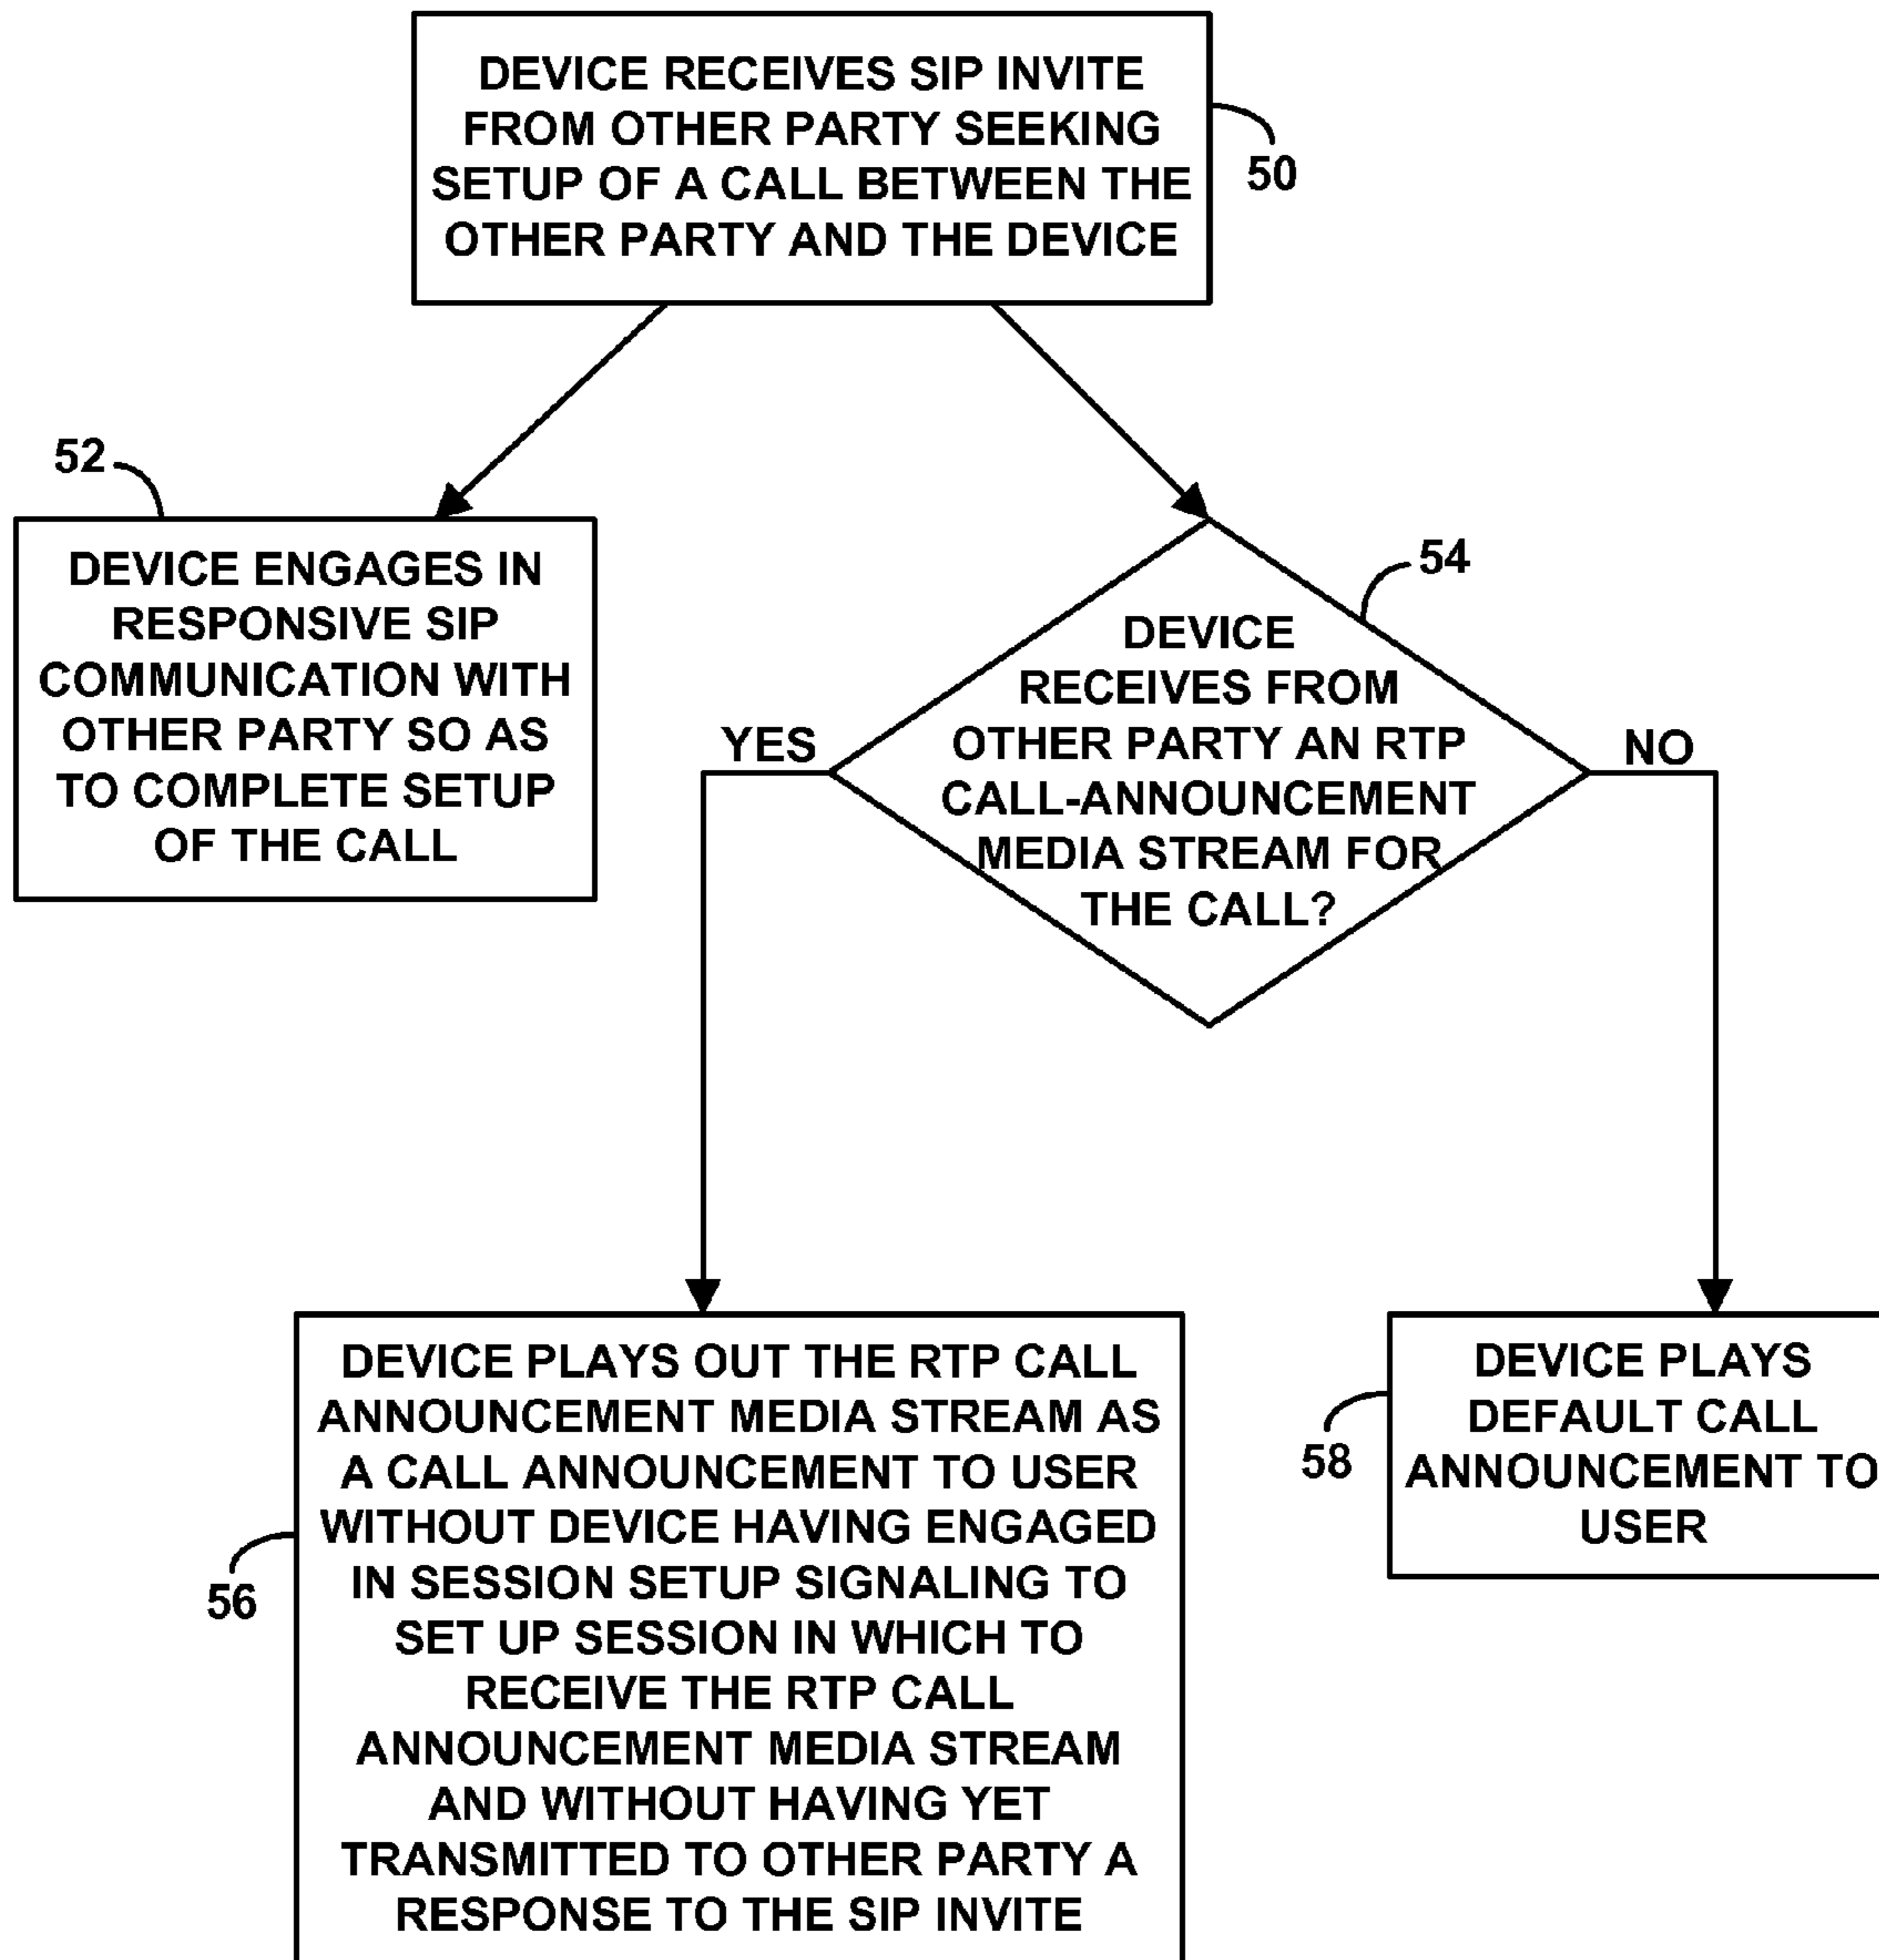 DEVICE RECEIVES SIP INVITE
FROM OTHER PARTY SEEKING
SETUP OF A CALL BETWEEN THE
OTHER PARTY AND THE DEVICE
50
52
DEVICE ENGAGES IN
RESPONSIVE SIP
COMMUNICATION WITH
OTHER PARTY SO AS
TO COMPLETE SETUP
OF THE CALL
54
DEVICE
RECEIVES FROM
OTHER PARTY AN RTP
CALL-ANNOUNCEMENT
MEDIA STREAM FOR
THE CALL?
YES
NO
DEVICE PLAYS OUT THE RTP CALL
ANNOUNCEMENT MEDIA STREAM AS
A CALL ANNOUNCEMENT TO USER
WITHOUT DEVICE HAVING ENGAGED
IN SESSION SETUP SIGNALING TO
SET UP SESSION IN WHICH TO
RECEIVE THE RTP CALL
ANNOUNCEMENT MEDIA STREAM
AND WITHOUT HAVING YET
TRANSMITTED TO OTHER PARTY A
RESPONSE TO THE SIP INVITE
56
DEVICE PLAYS
DEFAULT CALL
ANNOUNCEMENT TO
USER
58